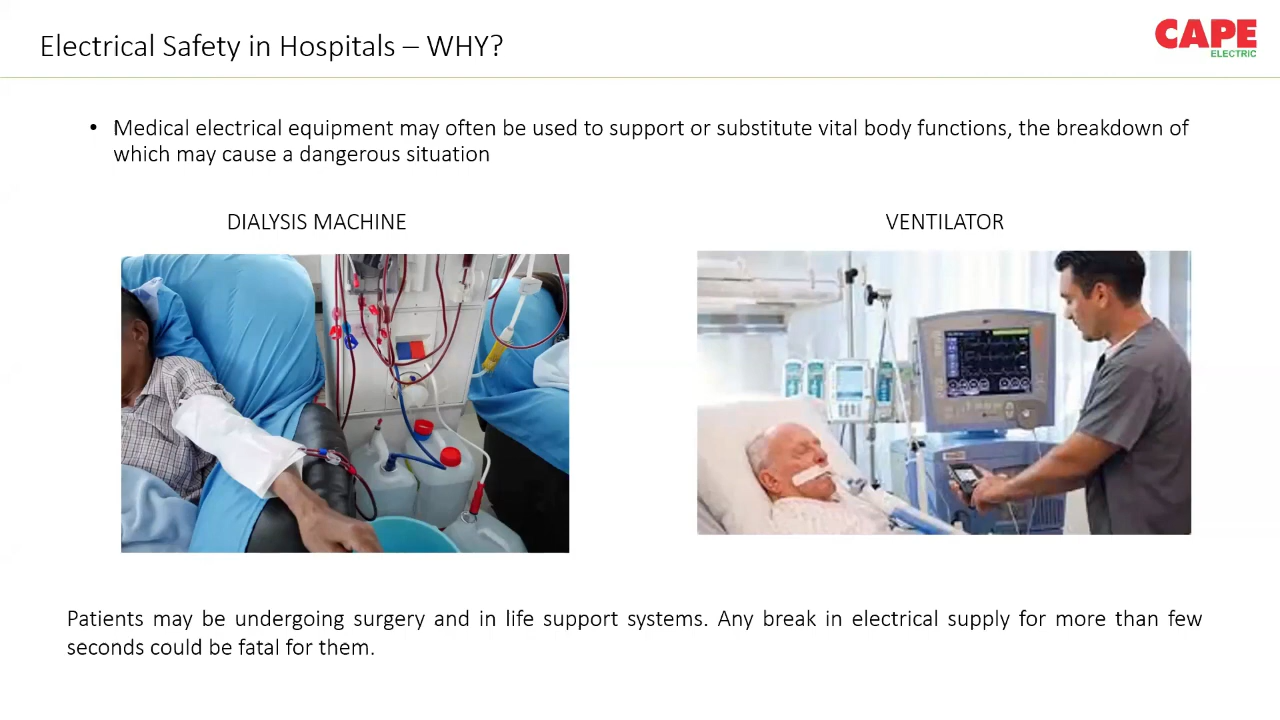 Electrical Safety in Hospitals – WHY?
CAPE
ELECTRIC
• Medical electrical equipment may often be used to support or substitute vital body functions, the breakdown of
which may cause a dangerous situation
DIALYSIS MACHINE
VENTILATOR
Patients may be undergoing surgery and in life support systems. Any break in electrical supply for more than few
seconds could be fatal for them.